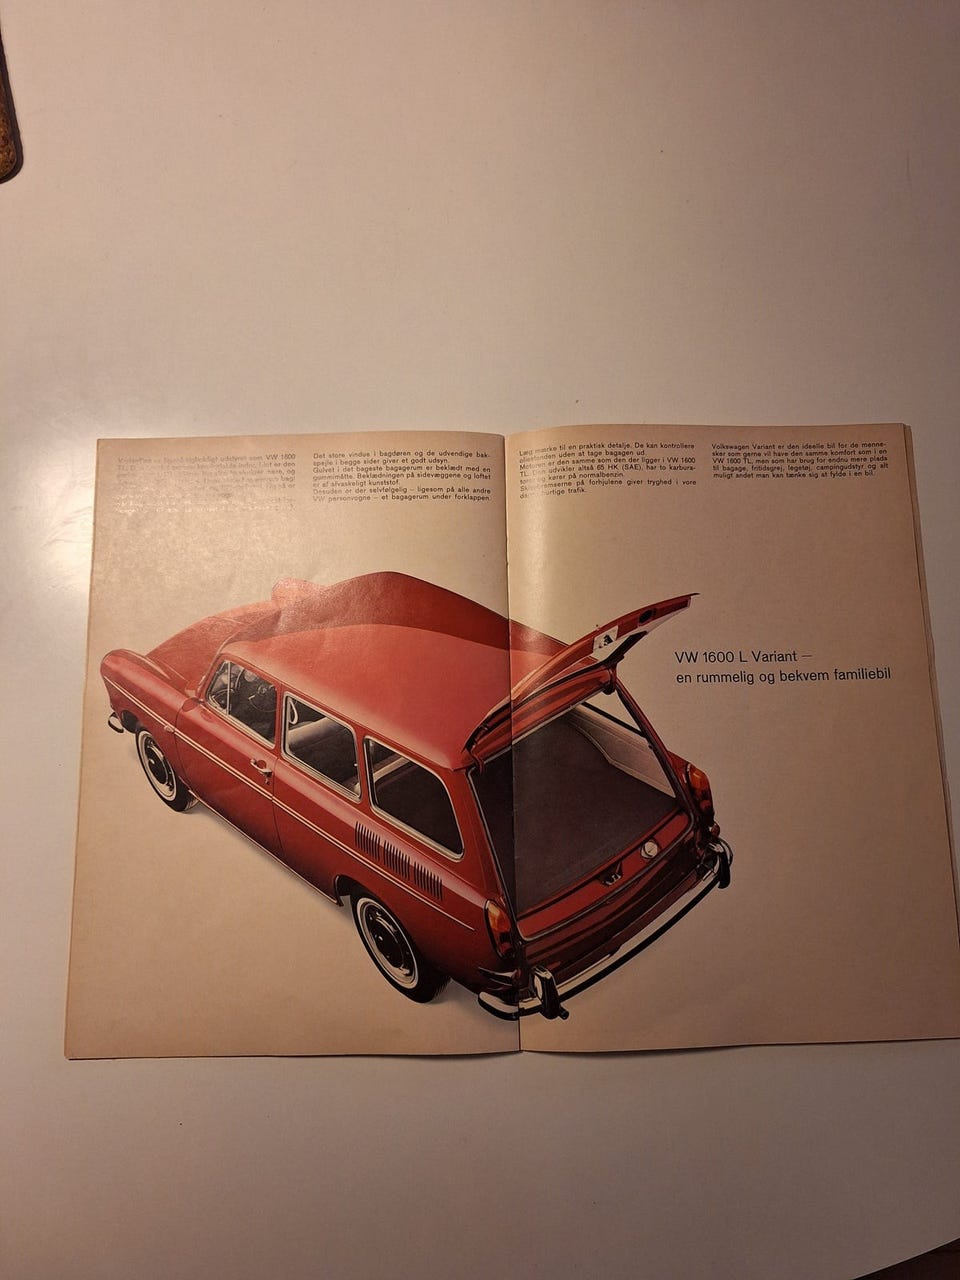 udstyret som VW 1600
Det store vindue i bagdøren og de udvendige bak-
spejle i begge sider giver et godt udsyn.
Gulvet i det bageste bagagerum er beklædt med en
gummimåtte. Beklædningen på sidevæggene og loftet
er af afvaskeligt kunststof.
Desuden er der selvfølgelig – ligesom på alle andre
VW personvogne – et bagagerum under forklappen.
Læg mærke til en praktisk detalje. De kan kontrollere
oliestanden uden at tage bagagen ud.
Motoren er den samme som den der ligger i VW 1600
TL. Den udvikler altså 65 HK (SAE), har to karbura-
torer og kører på normalbenzin.
Skivebremserne på forhjulene giver tryghed i vore
hurtige trafik.
Volkswagen Variant er den ideelle bil for de menne-
sker som gerne vil have den samme komfort som i en
VW 1600 TL, men som har brug for endnu mere plads
til bagage, fritidsgrej, legetøj, campingudstyr og alt
muligt andet man kan tænke sig at fylde i en bil.
VW 1600 L Variant –
en rummelig og bekvem familiebil